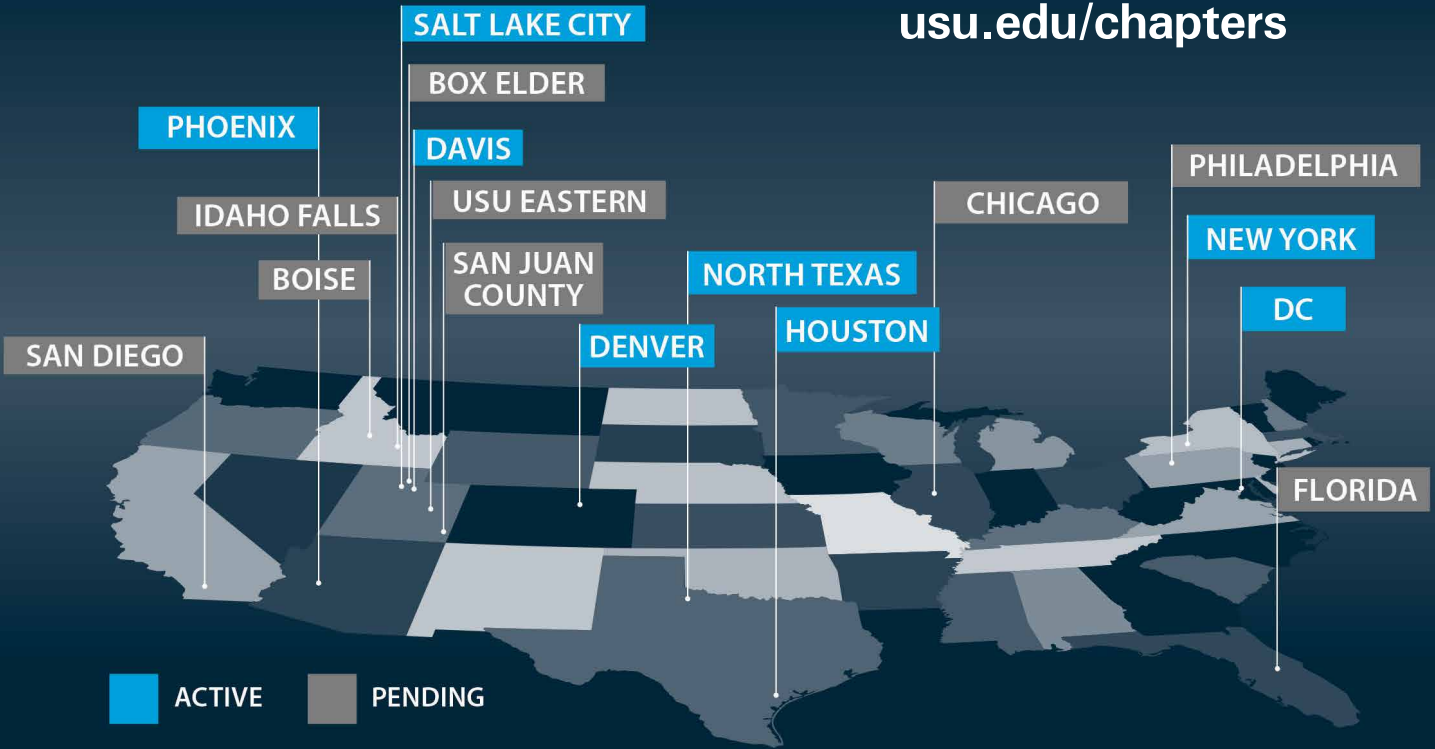 usu.edu/chapters
SALT LAKE CITY
BOX ELDER
PHOENIX
DAVIS
PHILADELPHIA
USU EASTERN
CHICAGO
IDAHO FALLS
NEW YORK
SAN JUAN
COUNTY
NORTH TEXAS
BOISE
DC
HOUSTON
DENVER
SAN DIEGO
FLORIDA
ACTIVE
PENDING